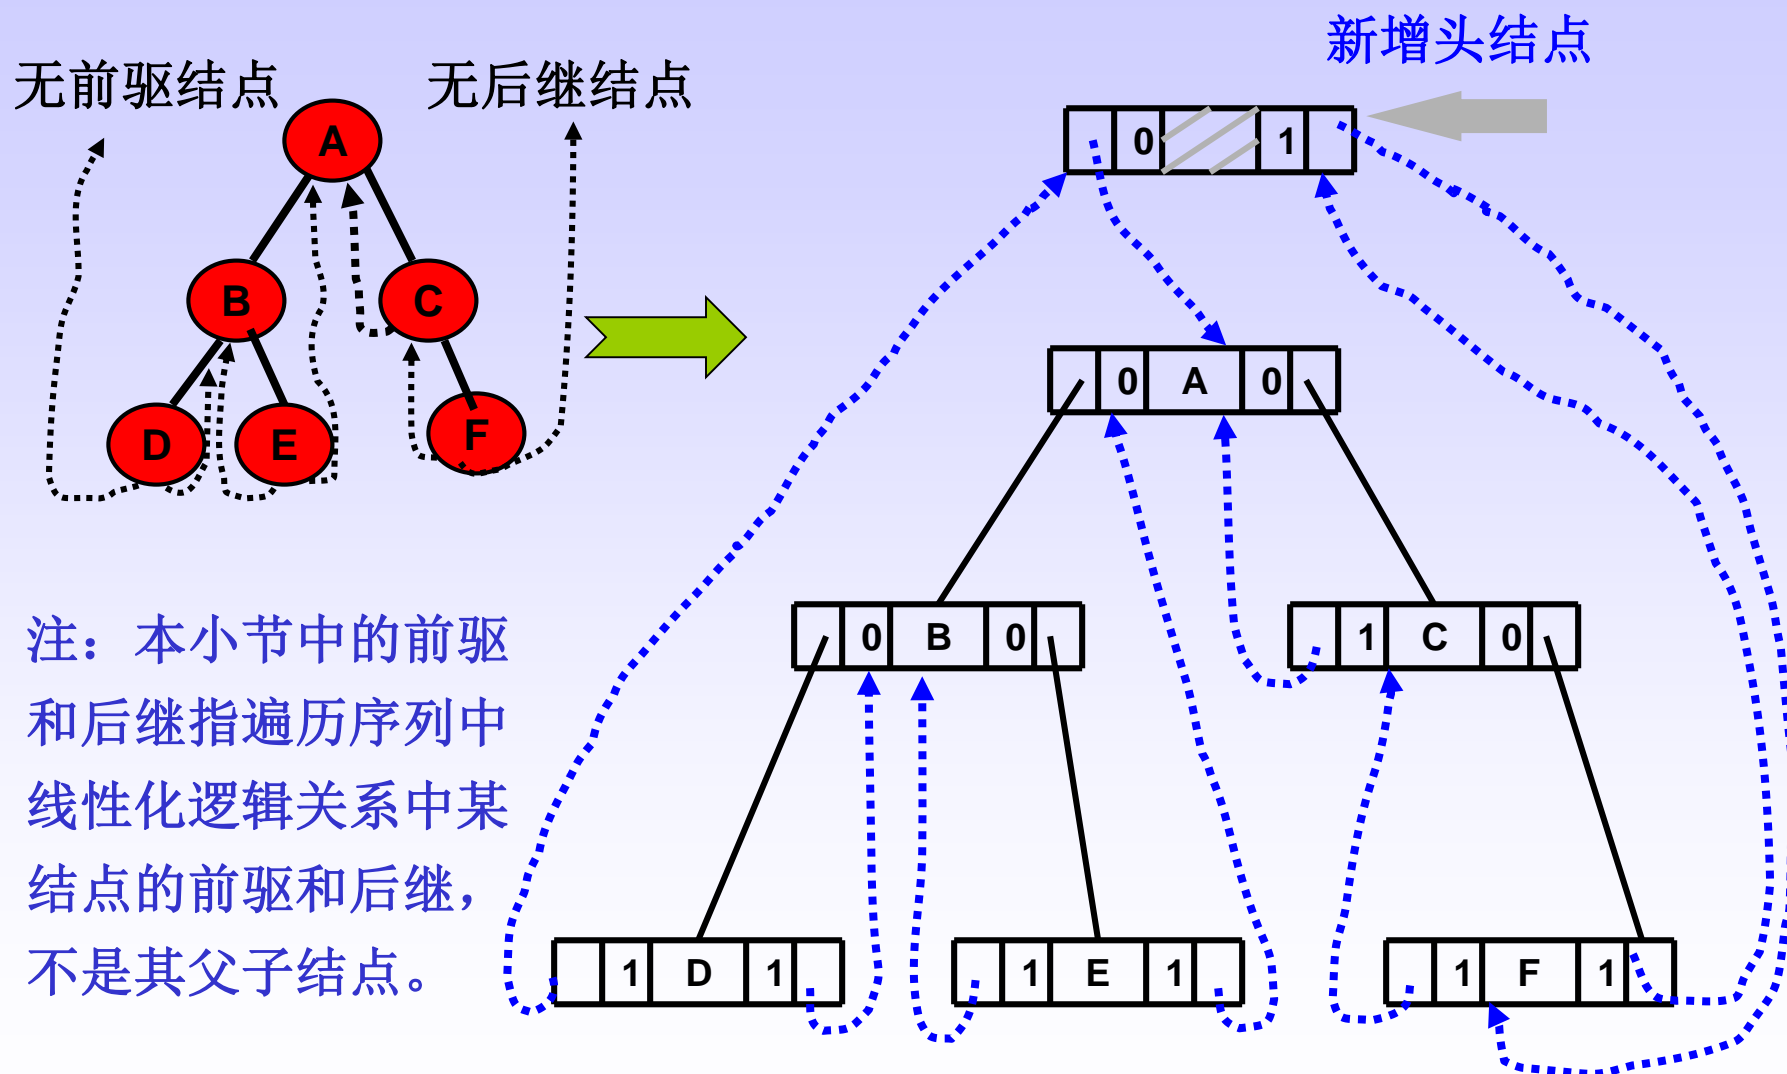 新增头结点
无前驱结点
无后继结点
A
B
C
D
E
F
0 1
0 A 0
0 B 0
1 C 0
1 D 1
1 E 1
1 F 1
注：本小节中的前驱
和后继指遍历序列中
线性化逻辑关系中某
结点的前驱和后继，
不是其父子结点。